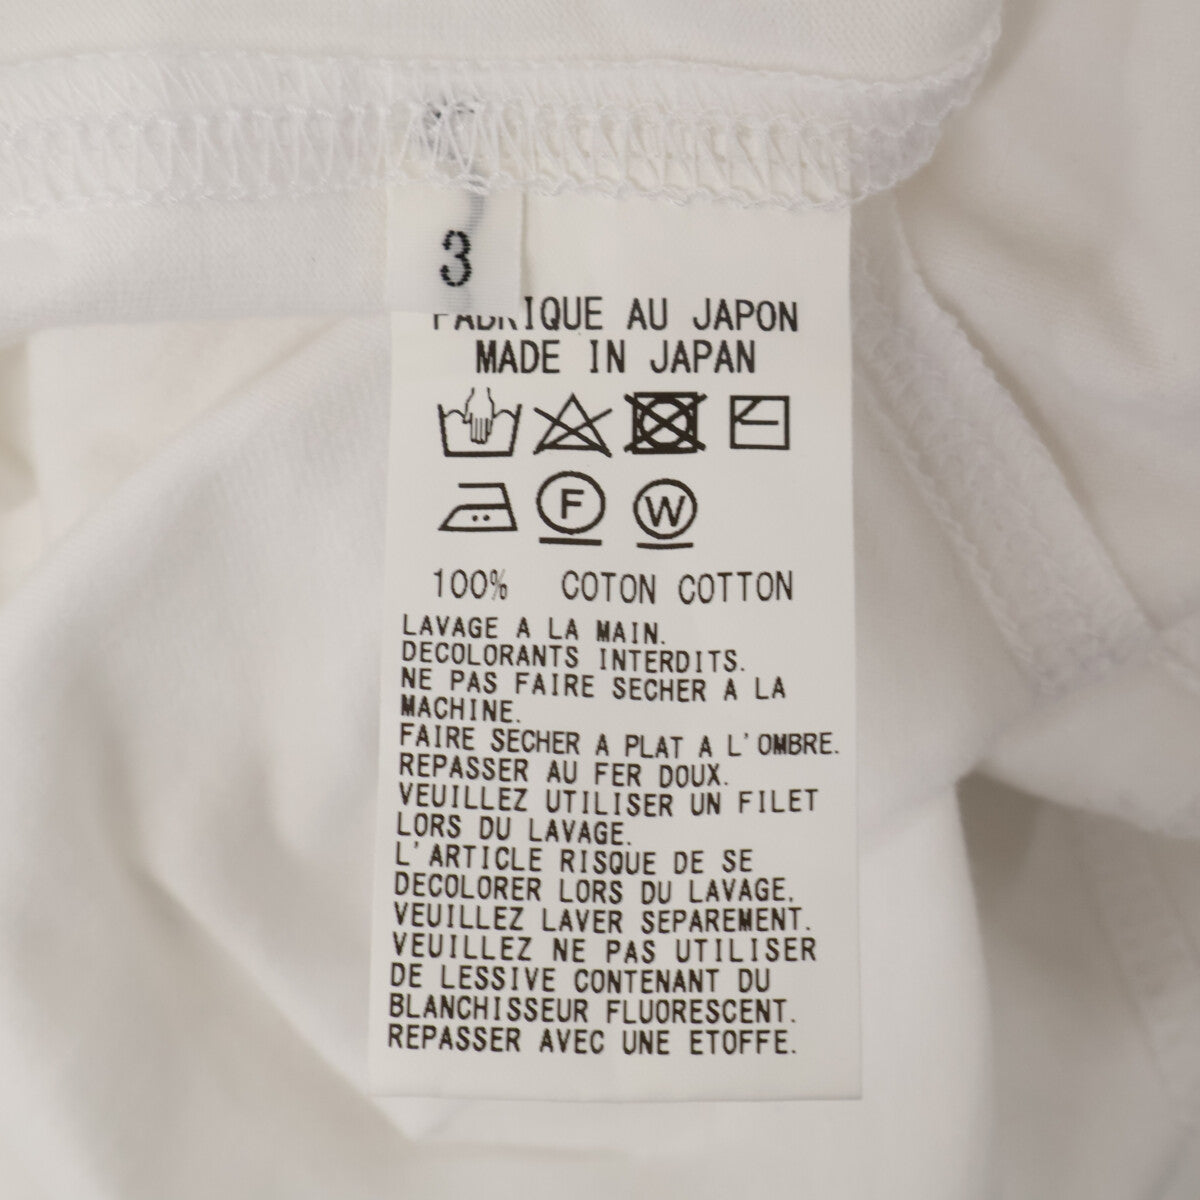 3
FABRIQUE AU JAPON
MADE IN JAPAN
F
W
100% COTON COTTON
LAVAGE A LA MAIN.
DECOLORANTS INTERDITS.
NE PAS FAIRE SECHER A LA
MACHINE.
FAIRE SECHER A PLAT A L'OMBRE.
REPASSER AU FER DOUX.
VEUILLEZ UTILISER UN FILET
LORS DU LAVAGE.
L'ARTICLE RISQUE DE SE
DECOLORER LORS DU LAVAGE.
VEUILLEZ LAVER SEPAREMENT.
VEUILLEZ NE PAS UTILISER
DE LESSIVE CONTENANT DU
BLANCHISSEUR FLUORESCENT.
REPASSER AVEC UNE ETOFFE.